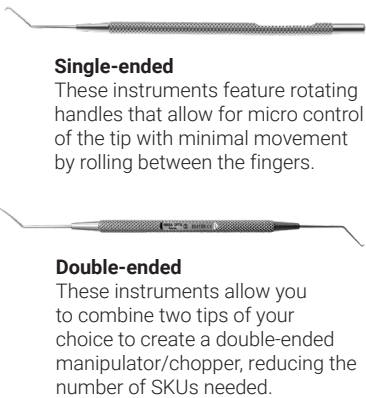 Single-ended
These instruments feature rotating
handles that allow for micro control
of the tip with minimal movement
by rolling between the fingers.
Double-ended
These instruments allow you
to combine two tips of your
choice to create a double-ended
manipulator/chopper, reducing the
number of SKUs needed.